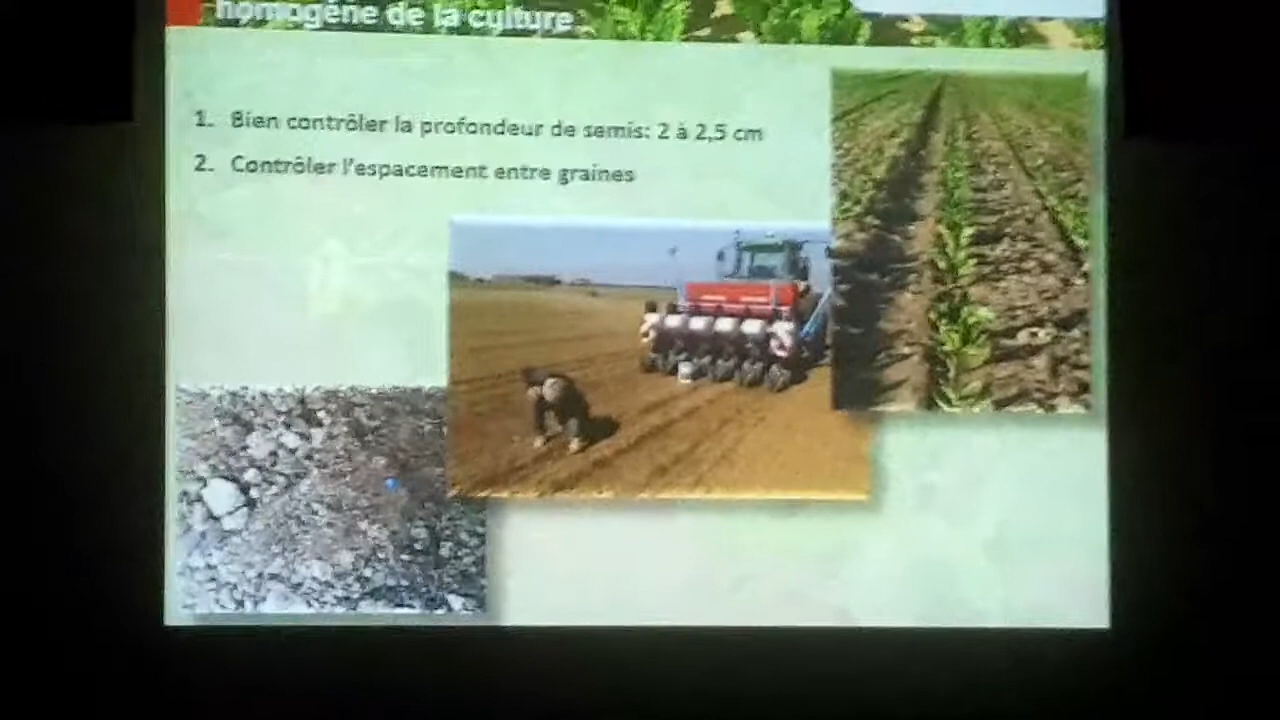 homogène de la culture
1. Bien contrôler la profondeur de semis: 2 à 2,5 cm
2. Contrôler l'espacement entre graines